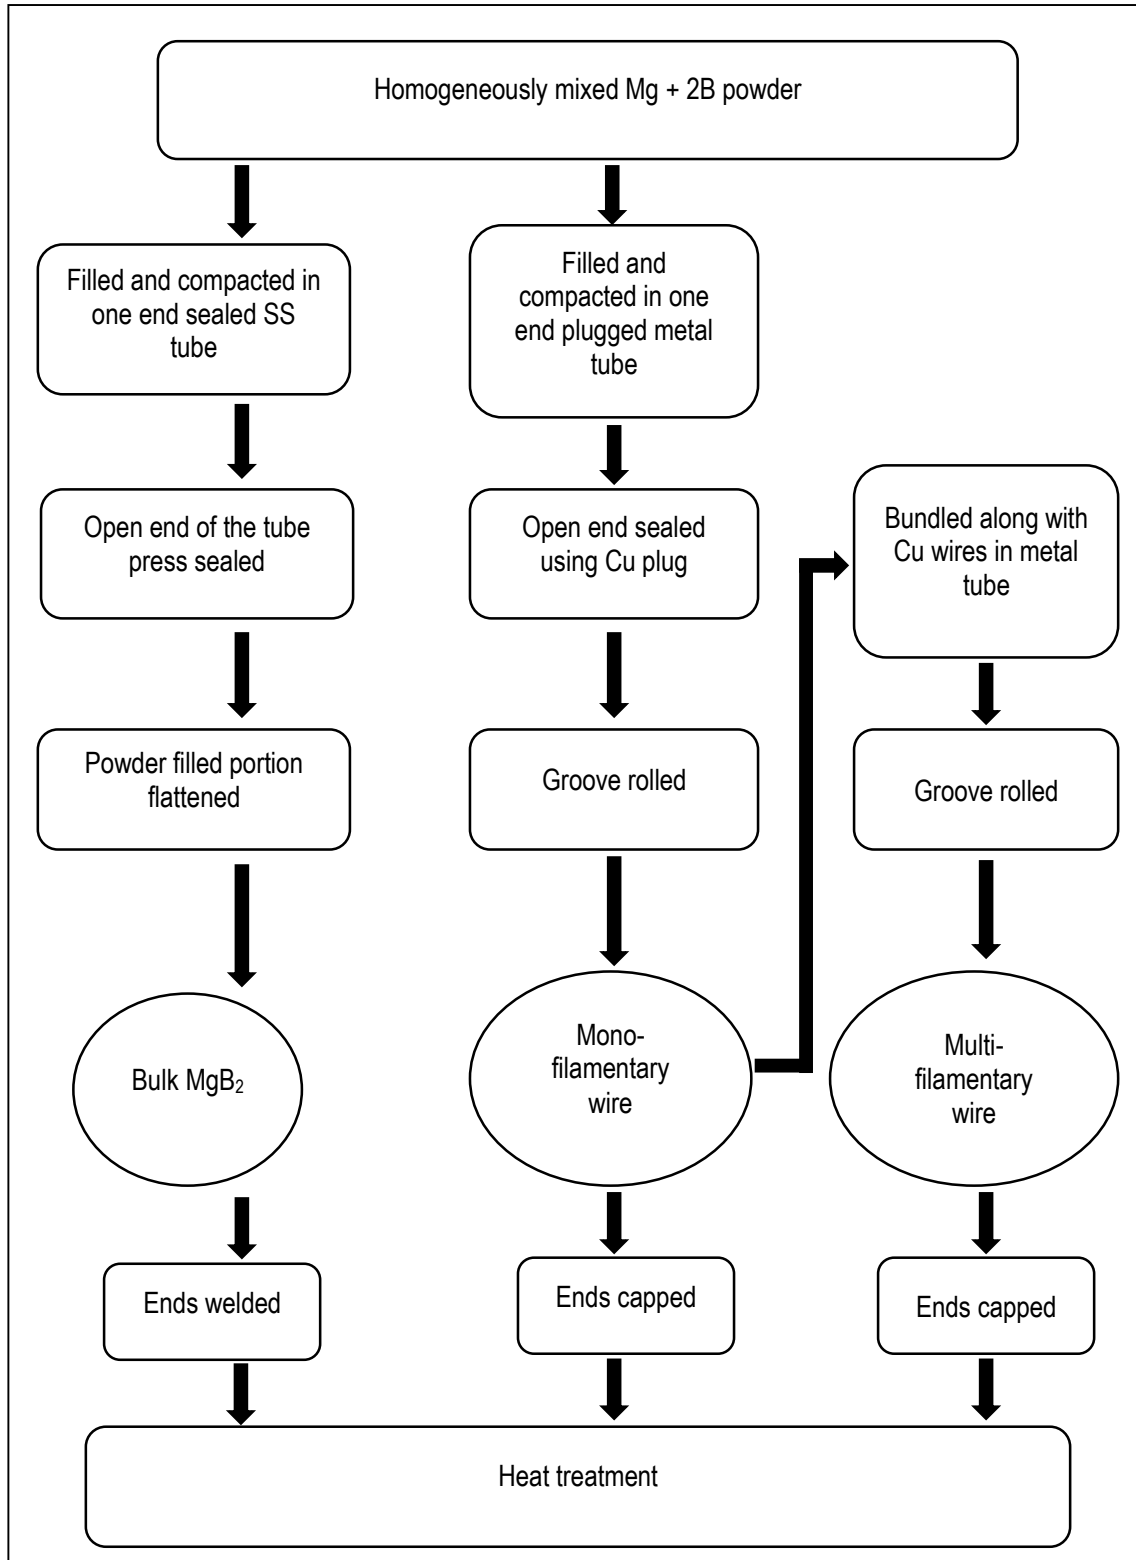 Homogeneously mixed Mg + 2B powder
Filled and compacted in
one end sealed SS
tube
Filled and
compacted in one
end plugged metal
tube
Open end of the tube
press sealed
Open end sealed
using Cu plug
Bundled along with
Cu wires in metal
tube
Powder filled portion
flattened
Groove rolled
Groove rolled
Bulk MgB₂
Mono-
filamentary
wire
Multi-
filamentary
wire
Ends welded
Ends capped
Ends capped
Heat treatment